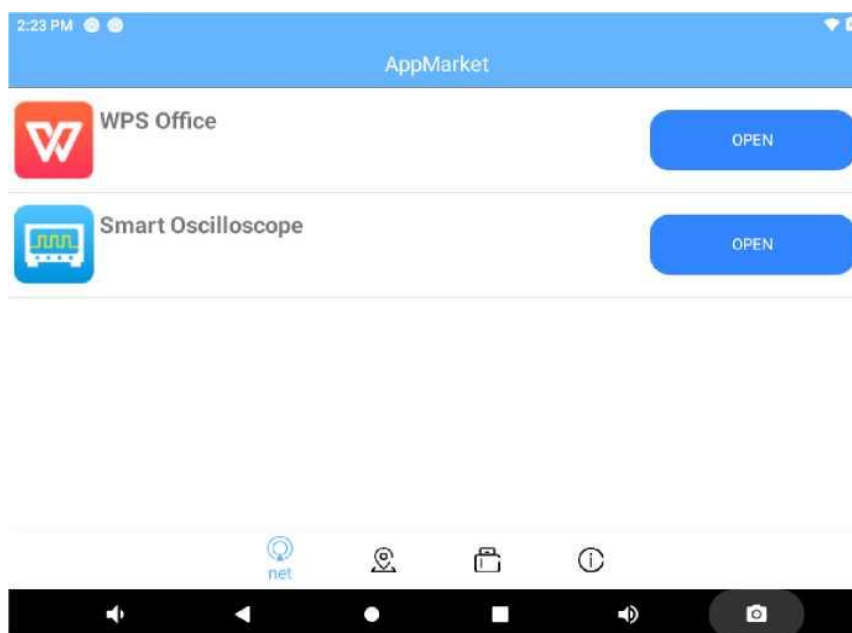 2:23 PM
AppMarket
WPS Office
OPEN
Smart Oscilloscope
OPEN
net